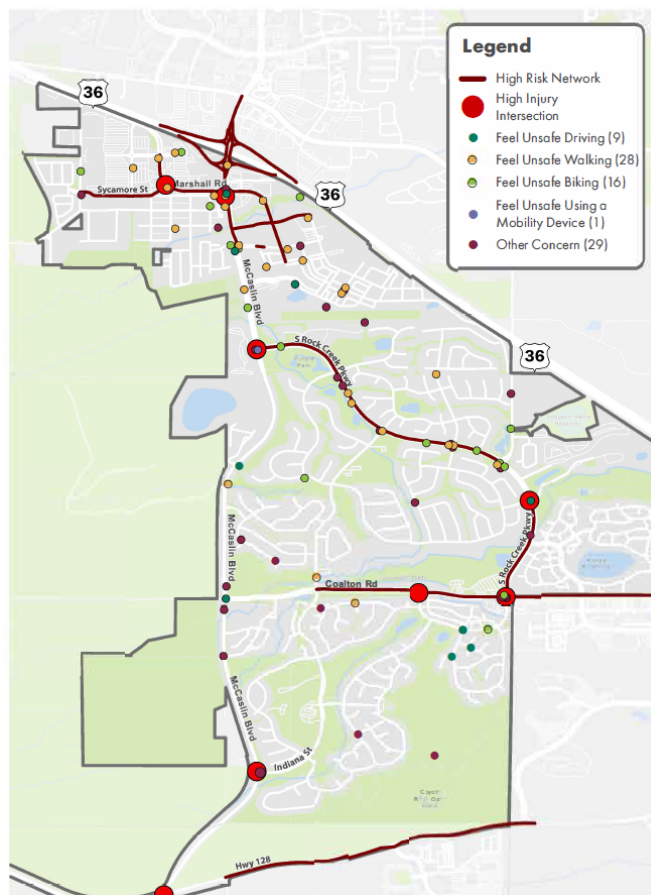 Legend
High Risk Network
High Injury
Intersection
Feel Unsafe Driving (9)
Feel Unsafe Walking (28)
Feel Unsafe Biking (16)
Feel Unsafe Using a
Mobility Device (1)
Other Concern (29)
36
36
36
Sycamore St
Marshall Rd
McCaslin Blvd
S Rock Creek Pkwy
McCaslin Blvd
S Rock Creek Pkwy
Coalton Rd
McCaslin Blvd
Indiana St
Hwy 128